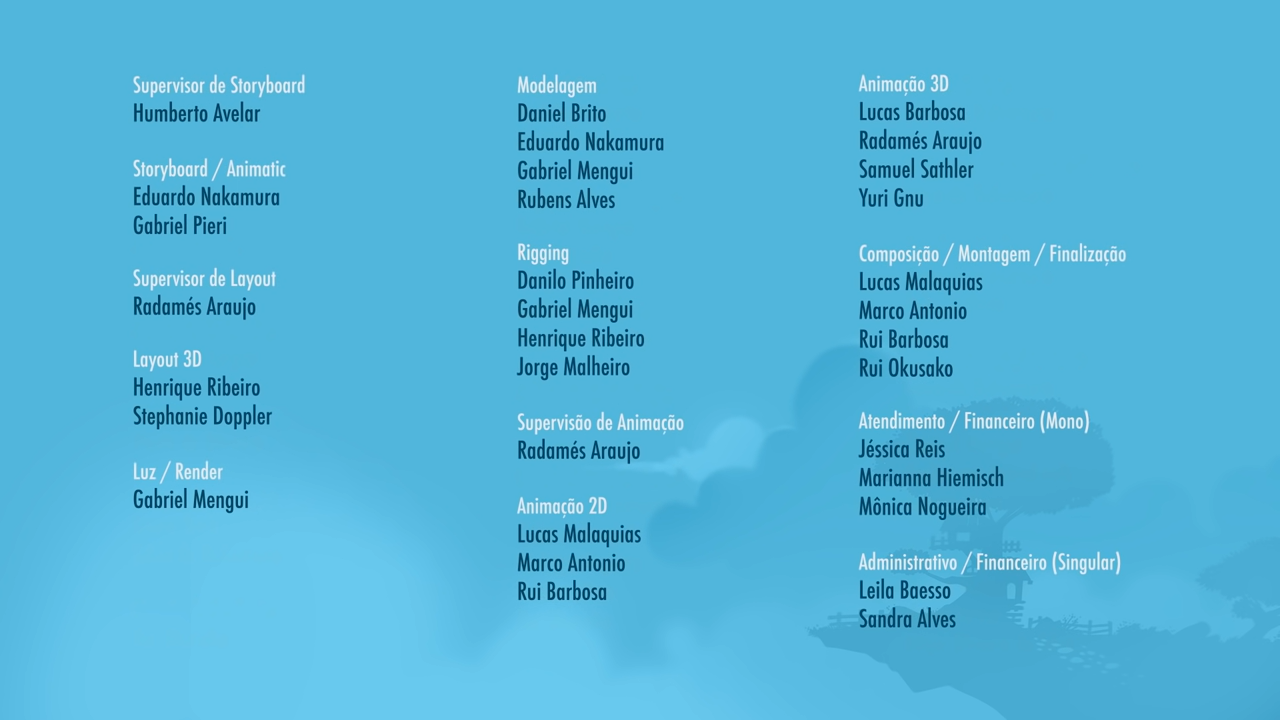 Supervisor de Storyboard
Humberto Avelar
Storyboard / Animatic
Eduardo Nakamura
Gabriel Pieri
Supervisor de Layout
Radamés Araujo
Layout 3D
Henrique Ribeiro
Stephanie Doppler
Luz / Render
Gabriel Mengui
Modelagem
Daniel Brito
Eduardo Nakamura
Gabriel Mengui
Rubens Alves
Rigging
Danilo Pinheiro
Gabriel Mengui
Henrique Ribeiro
Jorge Malheiro
Supervisão de Animação
Radamés Araujo
Animação 2D
Lucas Malaquias
Marco Antonio
Rui Barbosa
Animação 3D
Lucas Barbosa
Radamés Araujo
Samuel Sathler
Yuri Gnu
Composição / Montagem / Finalização
Lucas Malaquias
Marco Antonio
Rui Barbosa
Rui Okusako
Atendimento / Financeiro (Mono)
Jéssica Reis
Marianna Hiemisch
Mônica Nogueira
Administrativo / Financeiro (Singular)
Leila Baesso
Sandra Alves